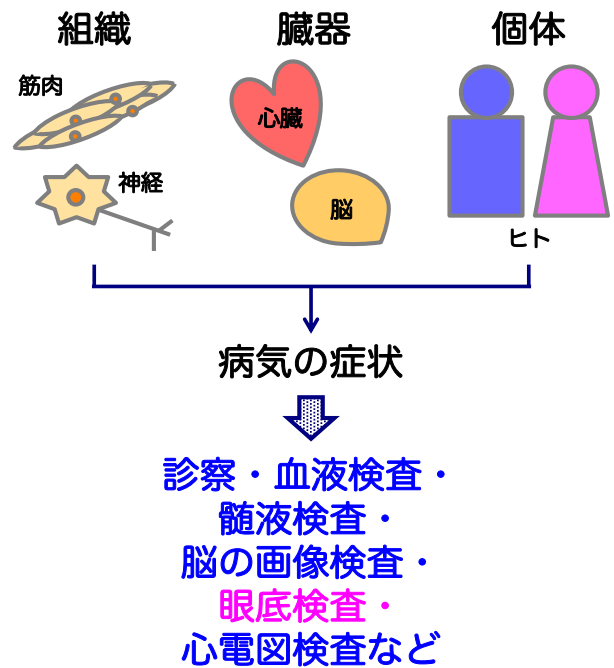 組織 臓器 個体
筋肉
心臓
神経
脳
ヒト
病気の症状
診察・血液検査・
髄液検査・
脳の画像検査・
眼底検査・
心電図検査など